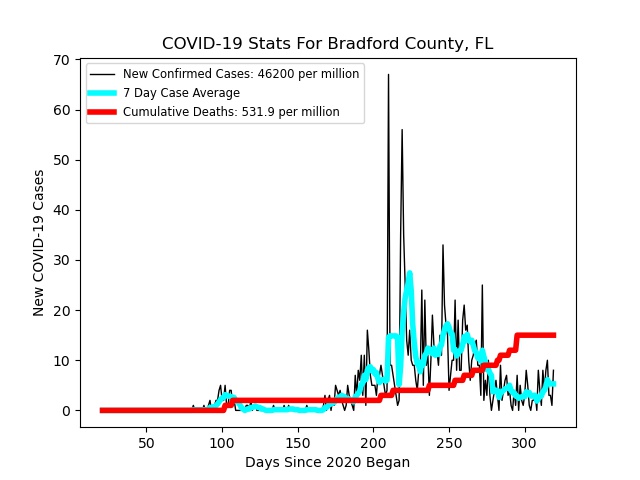 COVID-19 Stats For Bradford County, FL
New Confirmed Cases: 46200 per million
7 Day Case Average
Cumulative Deaths: 531.9 per million
New COVID-19 Cases
70
60
50
40
30
20
10
0
50 100 150 200 250 300
Days Since 2020 Began